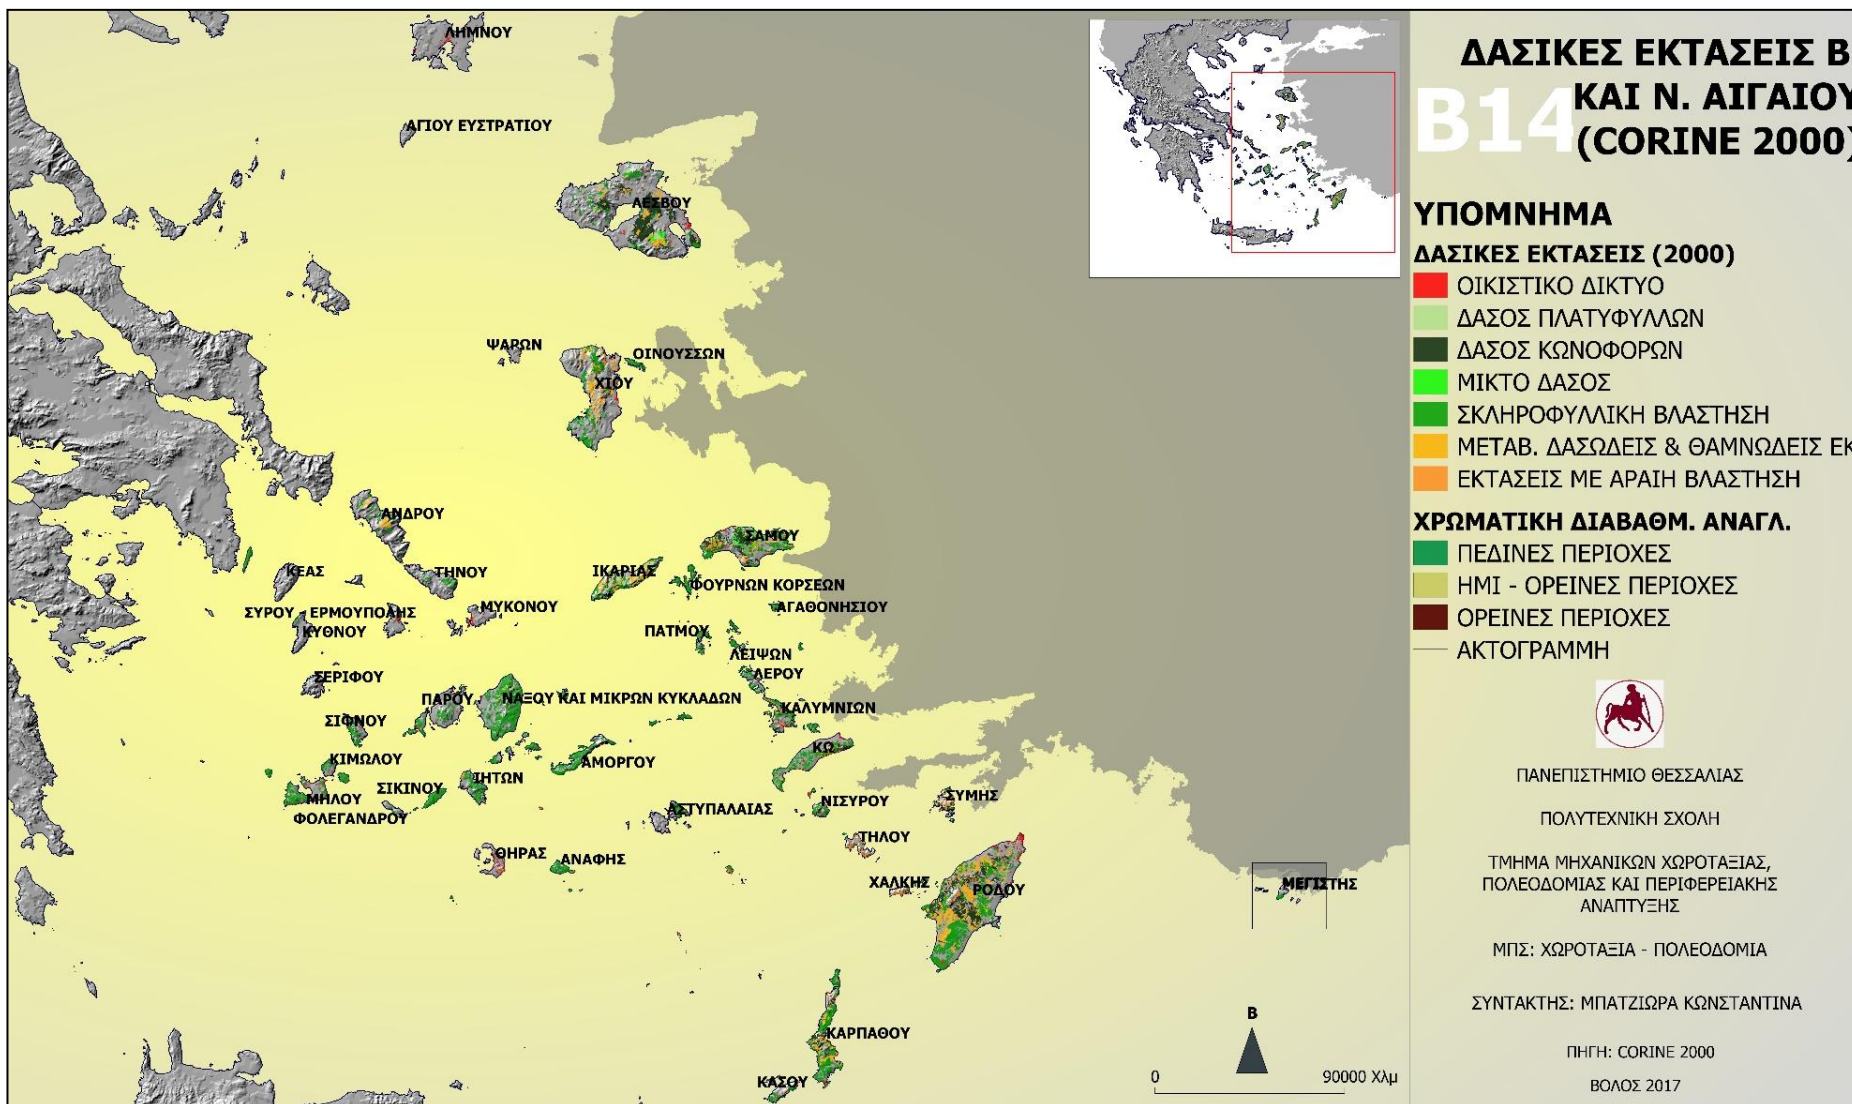 ΔΑΣΙΚΕΣ ΕΚΤΑΣΕΙΣ Β
Β14
ΚΑΙ Ν. ΑΙΓΑΙΟΥ
(CORINE 2000)
ΥΠΟΜΝΗΜΑ
ΔΑΣΙΚΕΣ ΕΚΤΑΣΕΙΣ (2000)
ΟΙΚΙΣΤΙΚΟ ΔΙΚΤΥΟ
ΔΑΣΟΣ ΠΛΑΤΥΦΥΛΛΩΝ
ΔΑΣΟΣ ΚΩΝΟΦΟΡΩΝ
ΜΙΚΤΟ ΔΑΣΟΣ
ΣΚΛΗΡΟΦΥΛΛΙΚΗ ΒΛΑΣΤΗΣΗ
ΜΕΤΑΒ. ΔΑΣΩΔΕΙΣ & ΘΑΜΝΩΔΕΙΣ ΕΚ
ΕΚΤΑΣΕΙΣ ΜΕ ΑΡΑΙΗ ΒΛΑΣΤΗΣΗ
ΧΡΩΜΑΤΙΚΗ ΔΙΑΒΑΘΜ. ΑΝΑΓΛ.
ΠΕΔΙΝΕΣ ΠΕΡΙΟΧΕΣ
ΗΜΙ - ΟΡΕΙΝΕΣ ΠΕΡΙΟΧΕΣ
ΟΡΕΙΝΕΣ ΠΕΡΙΟΧΕΣ
ΑΚΤΟΓΡΑΜΜΗ
ΠΑΝΕΠΙΣΤΗΜΙΟ ΘΕΣΣΑΛΙΑΣ
ΠΟΛΥΤΕΧΝΙΚΗ ΣΧΟΛΗ
ΤΜΗΜΑ ΜΗΧΑΝΙΚΩΝ ΧΩΡΟΤΑΞΙΑΣ,
ΠΟΛΕΟΔΟΜΙΑΣ ΚΑΙ ΠΕΡΙΦΕΡΕΙΑΚΗΣ
ΑΝΑΠΤΥΞΗΣ
ΜΠΣ: ΧΩΡΟΤΑΞΙΑ - ΠΟΛΕΟΔΟΜΙΑ
ΣΥΝΤΑΚΤΗΣ: ΜΠΑΤΖΙΩΡΑ ΚΩΝΣΤΑΝΤΙΝΑ
ΠΗΓΗ: CORINE 2000
ΒΟΛΟΣ 2017
ΛΗΜΝΟΥ
ΑΓΙΟΥ ΕΥΣΤΡΑΤΙΟΥ
ΛΕΣΒΟΥ
ΨΑΡΩΝ
ΟΙΝΟΥΣΣΩΝ
ΧΙΟΥ
ΑΝΔΡΟΥ
ΣΑΜΟΥ
ΚΕΑΣ
ΤΗΝΟΥ
ΙΚΑΡΙΑΣ
ΦΟΥΡΝΩΝ ΚΟΡΣΕΩΝ
ΣΥΡΟΥ - ΕΡΜΟΥΠΟΛΗΣ
ΜΥΚΟΝΟΥ
ΑΓΑΘΟΝΗΣΙΟΥ
ΚΥΘΝΟΥ
ΠΑΤΜΟΥ
ΛΕΙΨΩΝ
ΣΕΡΙΦΟΥ
ΛΕΡΟΥ
ΠΑΡΟΥ
ΝΑΞΟΥ ΚΑΙ ΜΙΚΡΩΝ ΚΥΚΛΑΔΩΝ
ΚΑΛΥΜΝΙΩΝ
ΣΙΦΝΟΥ
ΚΩ
ΚΙΜΩΛΟΥ
ΑΜΟΡΓΟΥ
ΙΗΤΩΝ
ΣΙΚΙΝΟΥ
ΜΗΛΟΥ
ΦΟΛΕΓΑΝΔΡΟΥ
ΑΣΤΥΠΑΛΑΙΑΣ
ΝΙΣΥΡΟΥ
ΣΥΜΗΣ
ΤΗΛΟΥ
ΘΗΡΑΣ
ΑΝΑΦΗΣ
ΧΑΛΚΗΣ
ΡΟΔΟΥ
ΜΕΓΙΣΤΗΣ
ΚΑΡΠΑΘΟΥ
ΚΑΣΟΥ
Β
0
90000 Χλμ